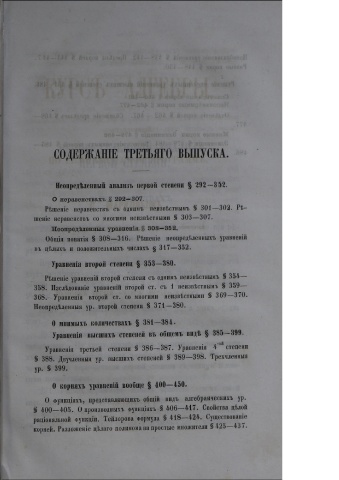 СОДЕРЖАНІЕ ТРЕТЬЯГО ВЫПУСКА.
Неопредѣленный анализъ первой степени § 292—352.
О неравенствахъ § 292—307.
Рѣшеніе неравенствъ съ однимъ неизвѣстнымъ § 301—302. Рѣ-
шеніе неравенствъ со многими неизвѣстными § 303—307.
Неопредѣленныя уравненія § 308—352.
Общія понятія § 308—316. Рѣшеніе неопредѣленныхъ уравненій
въ цѣлыхъ и положительныхъ числахъ § 317—352.
Уравненія второй степени § 353—380.
Рѣшеніе уравненій второй степени съ однимъ неизвѣстнымъ § 354—
358. Изслѣдованіе уравненій второй ст. съ 1 неизвѣстнымъ § 359—
368. Уравненія второй ст. со многими неизвѣстными § 369—370.
Неопредѣленныя ур. второй степени § 371—380.
О мнимыхъ количествахъ § 381—384.
Уравненія высшихъ степеней въ общемъ видѣ § 385—399.
Уравненія третьей степени § 386—387. Уравненія 4-ой степени
§ 388. Двучленныя ур. высшихъ степеней § 389—398. Трехчленныя
ур. § 399.
О корняхъ уравненій вообще § 400—450.
О функціяхъ, представляющихъ общій видъ алгебраическихъ ур.
§ 400—405. О производныхъ функціяхъ § 406—417. Свойства цѣлой
раціональной функціи. Тейлорова формула § 418—424. Существованіе
корней. Разложеніе цѣлаго полинома на простые множители § 425—437.